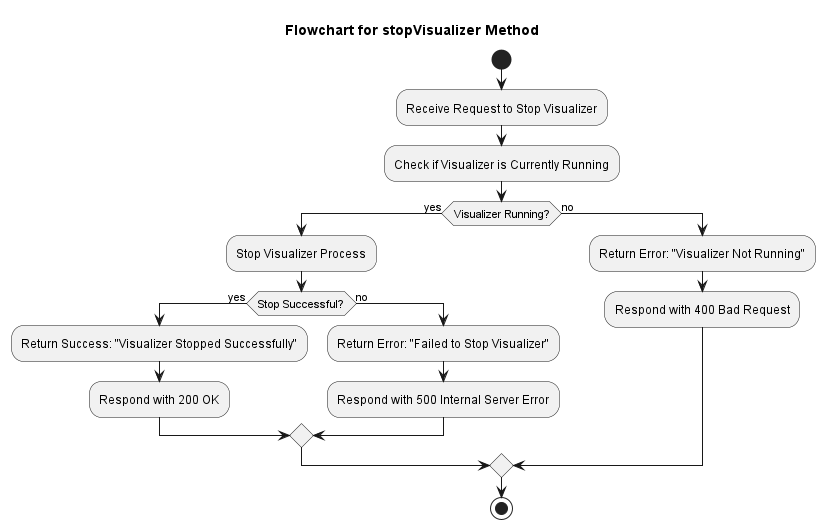 Flowchart for stopVisualizer Method
Receive Request to Stop Visualizer
Check if Visualizer is Currently Running
yes
Visualizer Running?
no
Stop Visualizer Process
Return Error: "Visualizer Not Running"
yes
Stop Successful?
no
Respond with 400 Bad Request
Return Success: "Visualizer Stopped Successfully"
Return Error: "Failed to Stop Visualizer"
Respond with 200 OK
Respond with 500 Internal Server Error